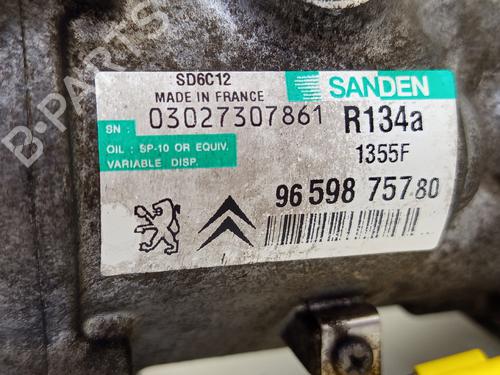 B-PARTS
SD6C12
MADE IN FRANCE
SANDEN
SN :
03027307861
R134a
OIL : SP-10 OR EQUIV.
VARIABLE DISP.
1355F
96 598 757 80